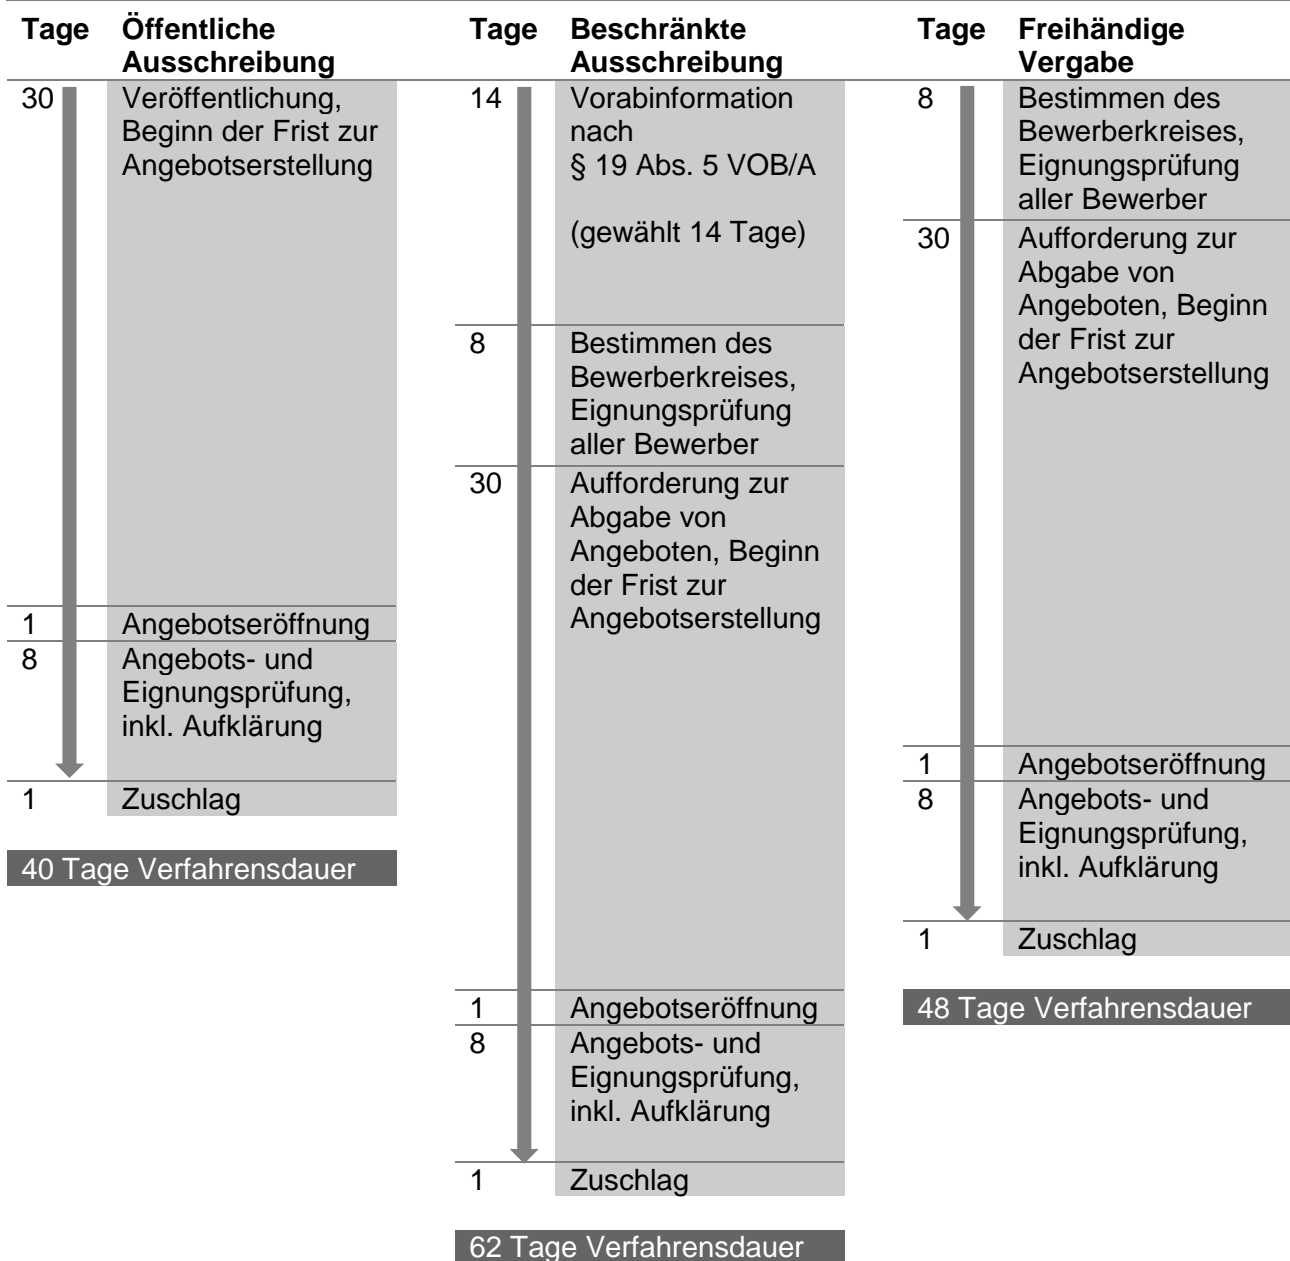 Tage Öffentliche
Ausschreibung
30 Veröffentlichung,
Beginn der Frist zur
Angebotserstellung
1 Angebotseröffnung
8 Angebots- und
Eignungsprüfung,
inkl. Aufklärung
1 Zuschlag
40 Tage Verfahrensdauer
Tage Beschränkte
Ausschreibung
14 Vorabinformation
nach
§ 19 Abs. 5 VOB/A
(gewählt 14 Tage)
8 Bestimmen des
Bewerberkreises,
Eignungsprüfung
aller Bewerber
30 Aufforderung zur
Abgabe von
Angeboten, Beginn
der Frist zur
Angebotserstellung
1 Angebotseröffnung
8 Angebots- und
Eignungsprüfung,
inkl. Aufklärung
1 Zuschlag
62 Tage Verfahrensdauer
Tage Freihändige
Vergabe
8 Bestimmen des
Bewerberkreises,
Eignungsprüfung
aller Bewerber
30 Aufforderung zur
Abgabe von
Angeboten, Beginn
der Frist zur
Angebotserstellung
1 Angebotseröffnung
8 Angebots- und
Eignungsprüfung,
inkl. Aufklärung
1 Zuschlag
48 Tage Verfahrensdauer